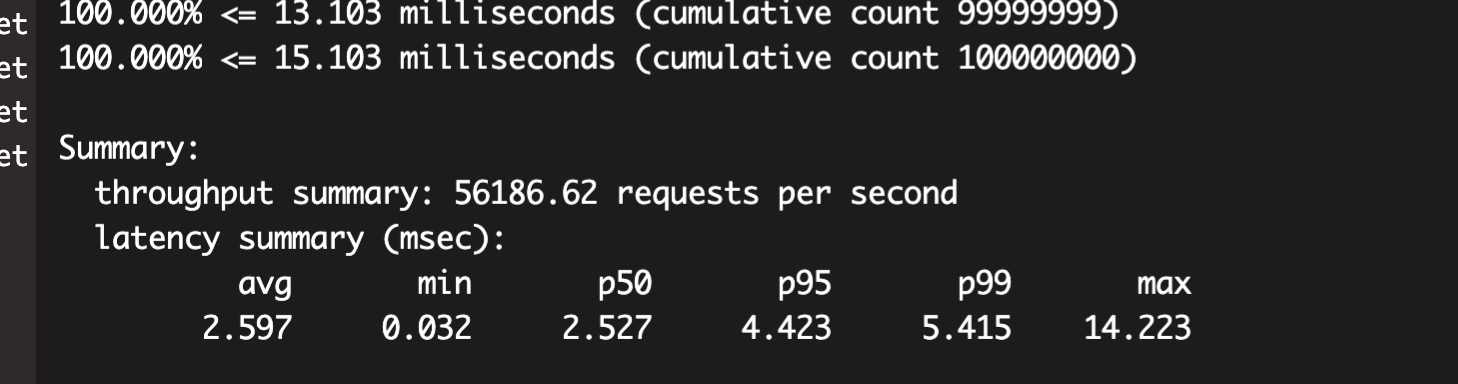 et
et
et
et
100.000% <= 13.103 milliseconds (cumulative count 99999999)
100.000% <= 15.103 milliseconds (cumulative count 100000000)
Summary:
throughput summary: 56186.62 requests per second
latency summary (msec):
avg min p50 p95 p99 max
2.597 0.032 2.527 4.423 5.415 14.223